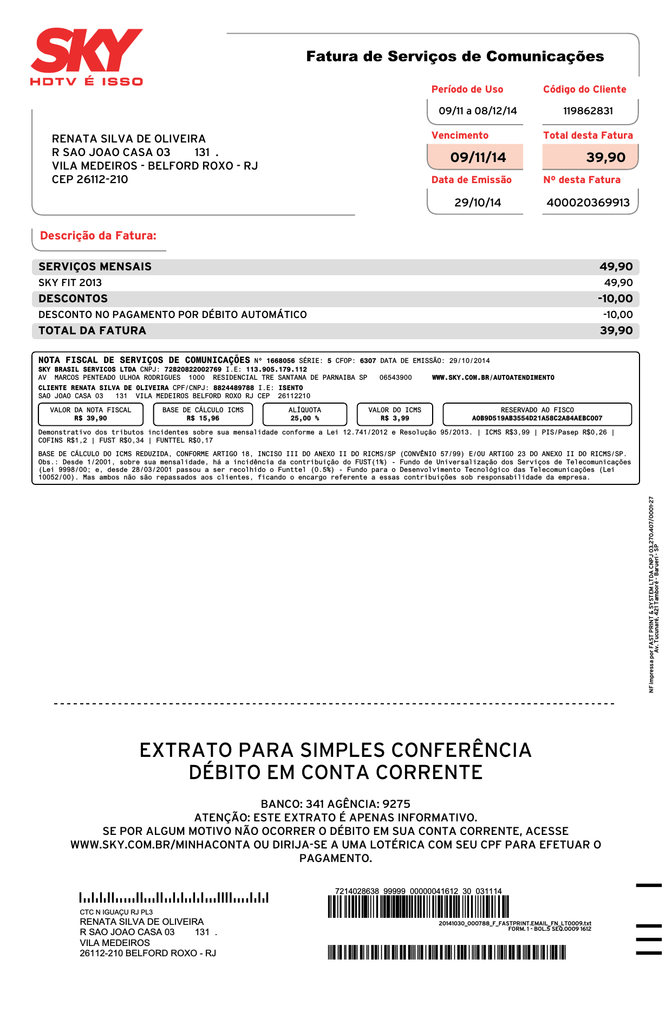 SKY
HDTV É ISSO
Fatura de Serviços de Comunicações
Período de Uso
Código do Cliente
09/11 a 08/12/14
119862831
RENATA SILVA DE OLIVEIRA
R SAO JOAO CASA 03 131 .
VILA MEDEIROS - BELFORD ROXO - RJ
CEP 26112-210
Vencimento
Total desta Fatura
09/11/14
39,90
Data de Emissão
Nº desta Fatura
29/10/14
400020369913
Descrição da Fatura:
SERVIÇOS MENSAIS 49,90
SKY FIT 2013 49,90
DESCONTOS -10,00
DESCONTO NO PAGAMENTO POR DÉBITO AUTOMÁTICO -10,00
TOTAL DA FATURA 39,90
NOTA FISCAL DE SERVIÇOS DE COMUNICAÇÕES Nº 1668056 SÉRIE: 5 CFOP: 6307 DATA DE EMISSÃO: 29/10/2014
SKY BRASIL SERVICOS LTDA CNPJ: 72820822002769 I.E: 113.905.179.112
AV MARCOS PENTEADO ULHOA RODRIGUES 1000 RESIDENCIAL TRE SANTANA DE PARNAIBA SP 06543900 WWW.SKY.COM.BR/AUTOATENDIMENTO
CLIENTE RENATA SILVA DE OLIVEIRA CPF/CNPJ: 8824489788 I.E: ISENTO
SAO JOAO CASA 03 131 VILA MEDEIROS BELFORD ROXO RJ CEP 26112210
VALOR DA NOTA FISCAL
R$ 39,90
BASE DE CÁLCULO ICMS
R$ 15,96
ALÍQUOTA
25,00 %
VALOR DO ICMS
R$ 3,99
RESERVADO AO FISCO
A0B9D519AB3554D21A58C2A84AEBC007
Demonstrativo dos tributos incidentes sobre sua mensalidade conforme a Lei 12.741/2012 e Resolução 95/2013. | ICMS R$3,99 | PIS/Pasep R$0,26 |
COFINS R$1,2 | FUST R$0,34 | FUNTTEL R$0,17
BASE DE CÁLCULO ICMS REDUZIDA, CONFORME ARTIGO 18, INCISO III DO ANEXO II DO RICMS/SP (CONVÊNIO 57/99) E/OU ARTIGO 23 DO ANEXO II DO RICMS/SP.
Obs.: Desde 1/2001, sobre sua mensalidade, há a incidência da contribuição do FUST(1%) - Fundo de Universalização dos Serviços de Telecomunicações
(Lei 9998/00; e, desde 28/03/2001 passou a ser recolhido o Funttel (0.5%) - Fundo para o Desenvolvimento Tecnológico das Telecomunicações (Lei
10052/00). Mas ambos não são repassados aos clientes, ficando o encargo referente a essas contribuições sob responsabilidade da empresa.
NF impressa por FAST PRINT & SYSTEM LTDA CNPJ 03.270.407/0001-27
Av. Tucunaré, 421 Tamboré - Barueri - SP
EXTRATO PARA SIMPLES CONFERÊNCIA
DÉBITO EM CONTA CORRENTE
BANCO: 341 AGÊNCIA: 9275
ATENÇÃO: ESTE EXTRATO É APENAS INFORMATIVO.
SE POR ALGUM MOTIVO NÃO OCORRER O DÉBITO EM SUA CONTA CORRENTE, ACESSE
WWW.SKY.COM.BR/MINHACONTA OU DIRIJA-SE A UMA LOTÉRICA COM SEU CPF PARA EFETUAR O
PAGAMENTO.
CTC N IGUAÇU RJ PL3
RENATA SILVA DE OLIVEIRA
R SAO JOAO CASA 03 131 .
VILA MEDEIROS
26112-210 BELFORD ROXO - RJ
7214028638 99999 00000041612 30 031114
20141030_000788_F_FASTPRINT.EMAIL_FN_LT0009.txt
FORM. 1 - BOL.S SEQ.0009 1612